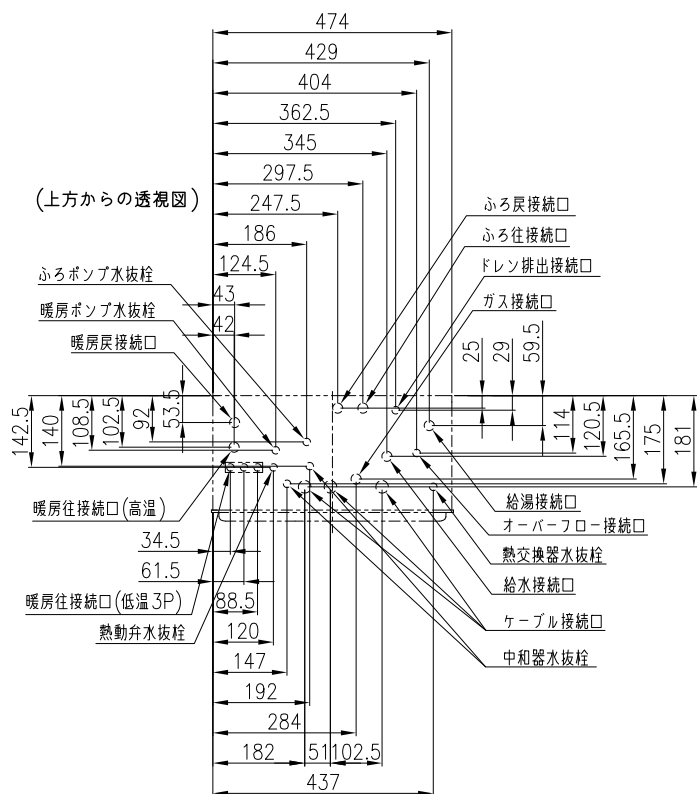 474
429
404
362.5
345
297.5
(上方からの透視図)
247.5
ふろ戻接続口
186
ふろ往接続口
124.5
ドレン排出接続口
ふろポンプ水抜栓
43
ガス接続口
暖房ポンプ水抜栓
42
暖房戻接続口
25
29
59.5
142.5
140
108.5
102.5
92
53.5
114
120.5
165.5
175
181
暖房往接続口(高温)
給湯接続口
オーバーフロー接続口
34.5
熱交換器水抜栓
61.5
給水接続口
暖房往接続口(低温3P)
88.5
ケーブル接続口
熱動弁水抜栓
120
中和器水抜栓
147
192
284
182
51
102.5
437